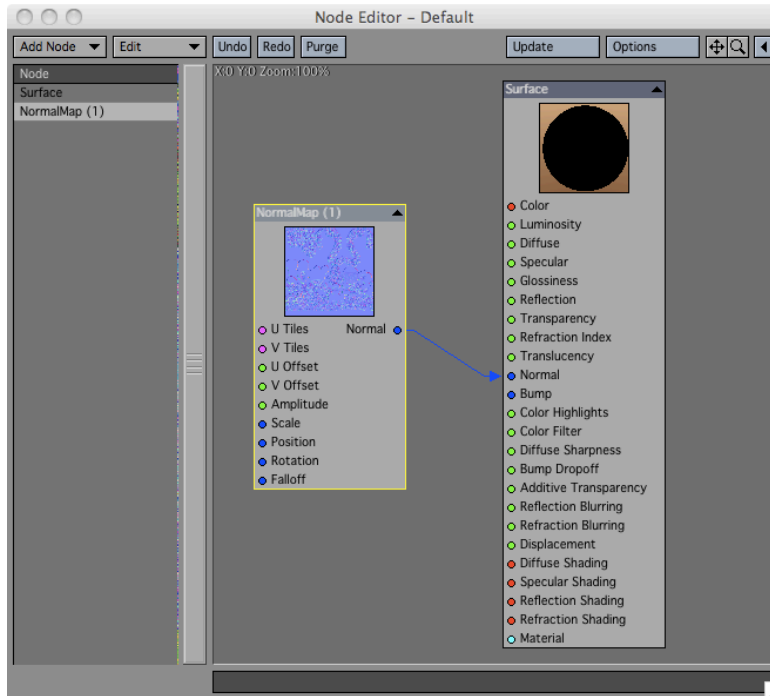 Node Editor – Default
Add Node Edit Undo Redo Purge Update Options
Node
Surface
NormalMap (1)
X:0 Y:0 Zoom:100%
NormalMap (1)
U Tiles Normal
V Tiles
U Offset
V Offset
Amplitude
Scale
Position
Rotation
Falloff
Surface
Color
Luminosity
Diffuse
Specular
Glossiness
Reflection
Transparency
Refraction Index
Translucency
Normal
Bump
Color Highlights
Color Filter
Diffuse Sharpness
Bump Dropoff
Additive Transparency
Reflection Blurring
Refraction Blurring
Displacement
Diffuse Shading
Specular Shading
Reflection Shading
Refraction Shading
Material